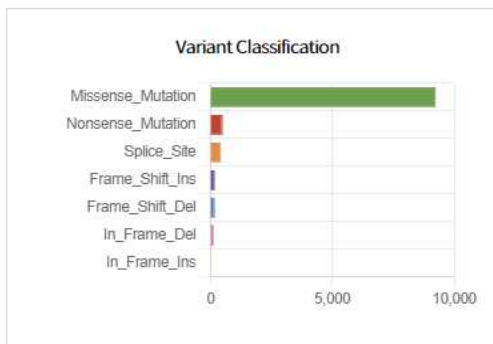 Variant Classification
Missense_Mutation
Nonsense_Mutation
Splice_Site
Frame_Shift_Ins
Frame_Shift_Del
In_Frame_Del
In_Frame_Ins
0 5,000 10,000